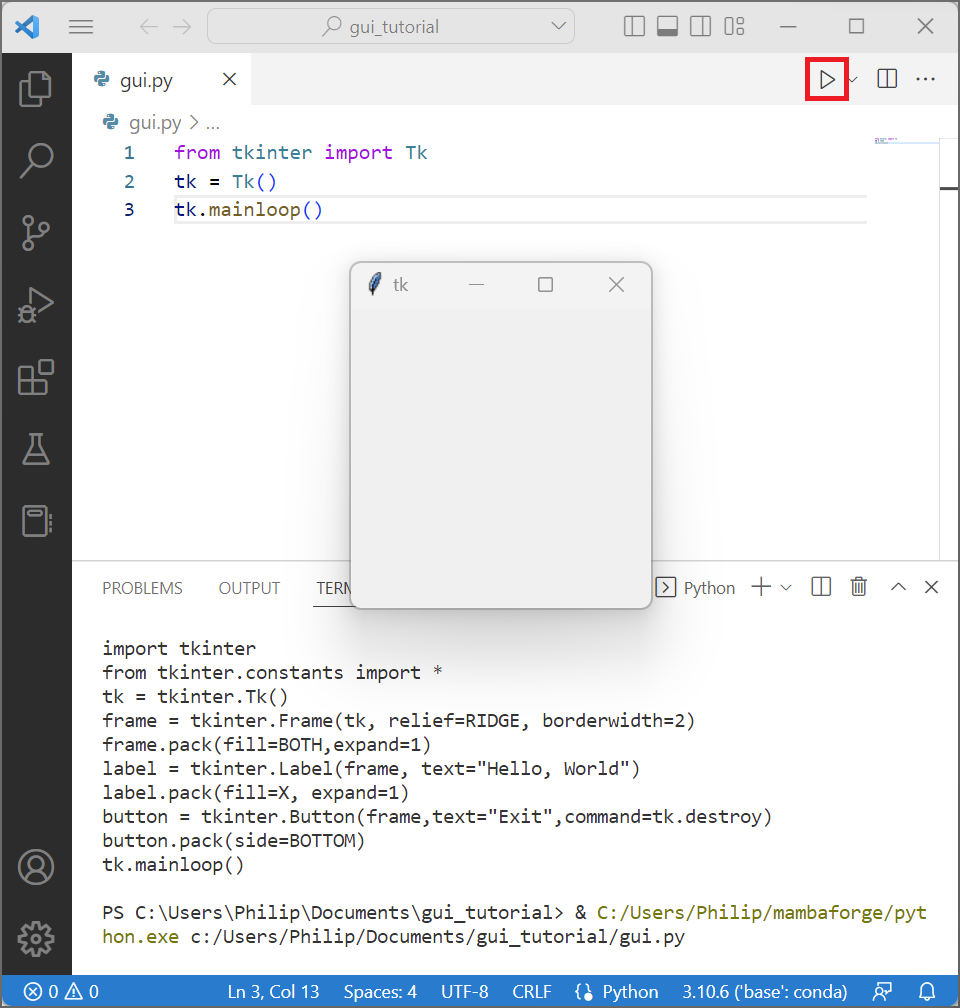 gui_tutorial
gui.py
gui.py > ...
1 from tkinter import Tk
2 tk = Tk()
3 tk.mainloop()
tk
PROBLEMS OUTPUT TERM Python
import tkinter
from tkinter.constants import *
tk = tkinter.Tk()
frame = tkinter.Frame(tk, relief=RIDGE, borderwidth=2)
frame.pack(fill=BOTH,expand=1)
label = tkinter.Label(frame, text="Hello, World")
label.pack(fill=X, expand=1)
button = tkinter.Button(frame,text="Exit",command=tk.destroy)
button.pack(side=BOTTOM)
tk.mainloop()
PS C:\Users\Philip\Documents\gui_tutorial> & C:/Users/Philip/mambaforge/pyt
hon.exe c:/Users/Philip/Documents/gui_tutorial/gui.py
0 0 Ln 3, Col 13 Spaces: 4 UTF-8 CRLF Python 3.10.6 ('base': conda)